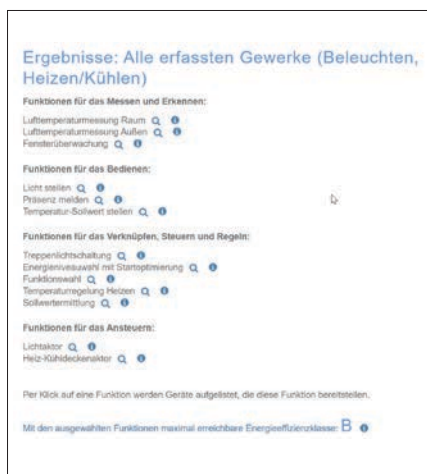 Ergebnisse: Alle erfassten Gewerke (Beleuchten,
Heizen/Kühlen)
Funktionen für das Messen und Erkennen:
Lufttemperaturmessung Raum
Lufttemperaturmessung Außen
Fensterüberwachung
Funktionen für das Bedienen:
Licht stellen
Präsenz melden
Temperatur-Sollwert stellen
Funktionen für das Verknüpfen, Steuern und Regeln:
Treppenlichtschaltung
Energieniveauwahl mit Startoptimierung
Funktionswahl
Temperaturregelung Heizen
Sollwertermittlung
Funktionen für das Ansteuern:
Lichtaktor
Heiz-Kühldeckenaktor
Per Klick auf eine Funktion werden Geräte aufgelistet, die diese Funktion bereitstellen.
Mit den ausgewählten Funktionen maximal erreichbare Energieeffizienzklasse: B